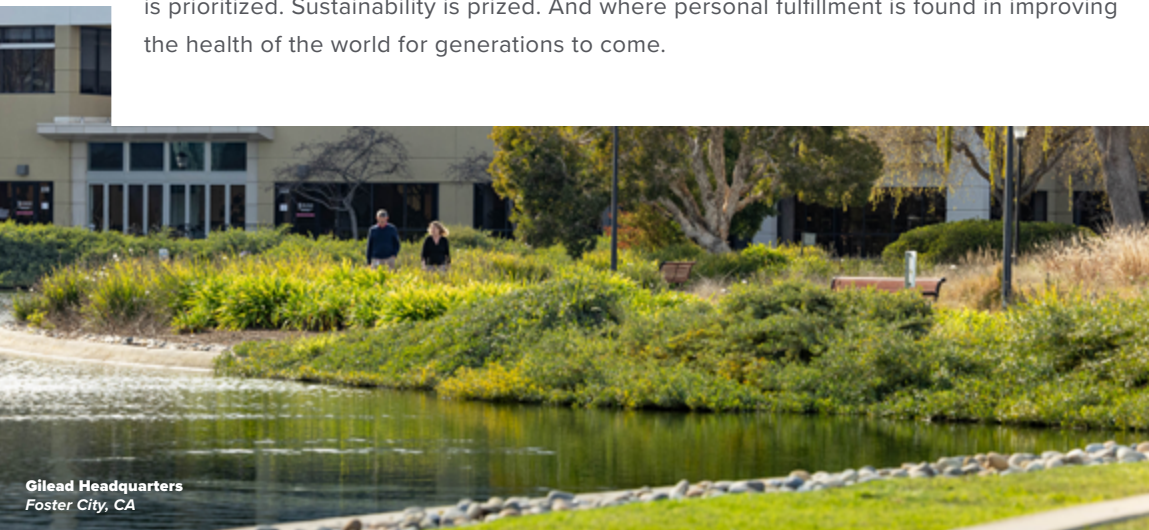 is prioritized. Sustainability is prized. And where personal fulfillment is found in improving
the health of the world for generations to come.
Gilead Headquarters
Foster City, CA